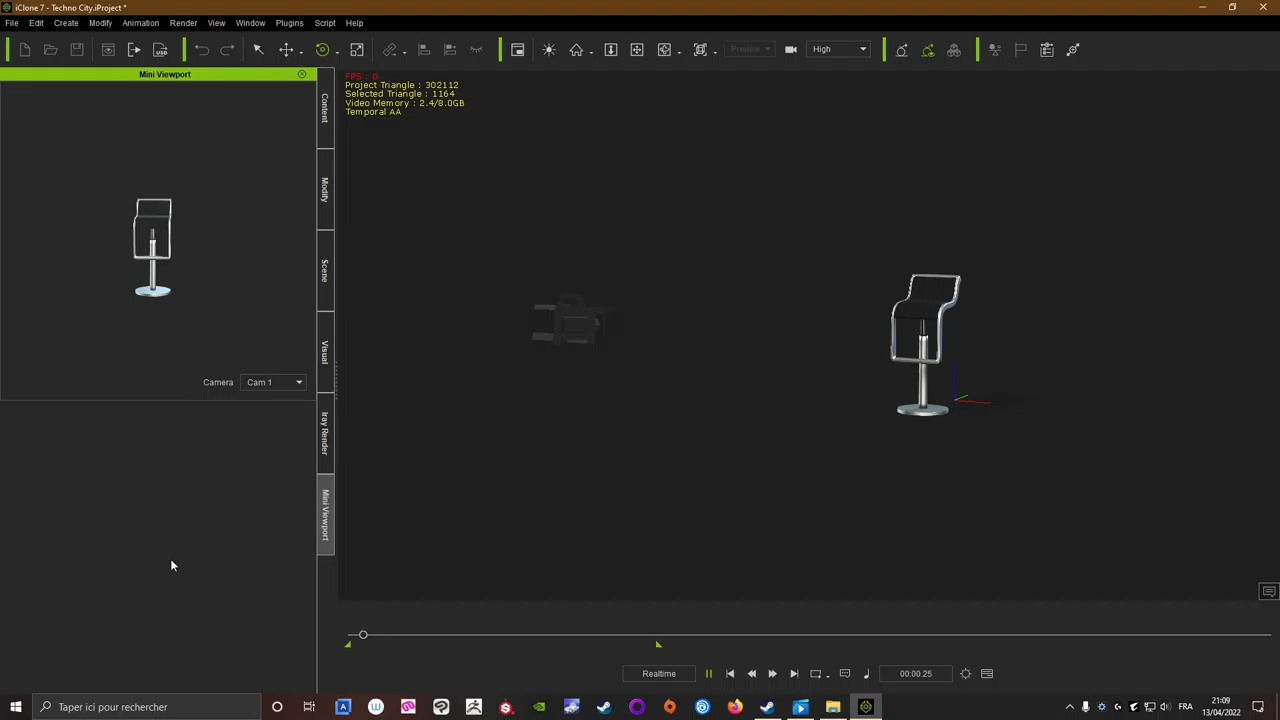 iClone 7 - Techno City.iProject *
File Edit Create Modify Animation Render View Window Plugins Script Help
Preview
High
Mini Viewport
FPS : 0
Project Triangle : 302112
Selected Triangle : 1164
Video Memory : 2.4/8.0GB
Temporal AA
Content
Modify
Scene
Visual
Iray Render
Mini Viewport
Camera Cam 1
Realtime
00:00.25
Taper ici pour rechercher
FRA
21:09
13/04/2022